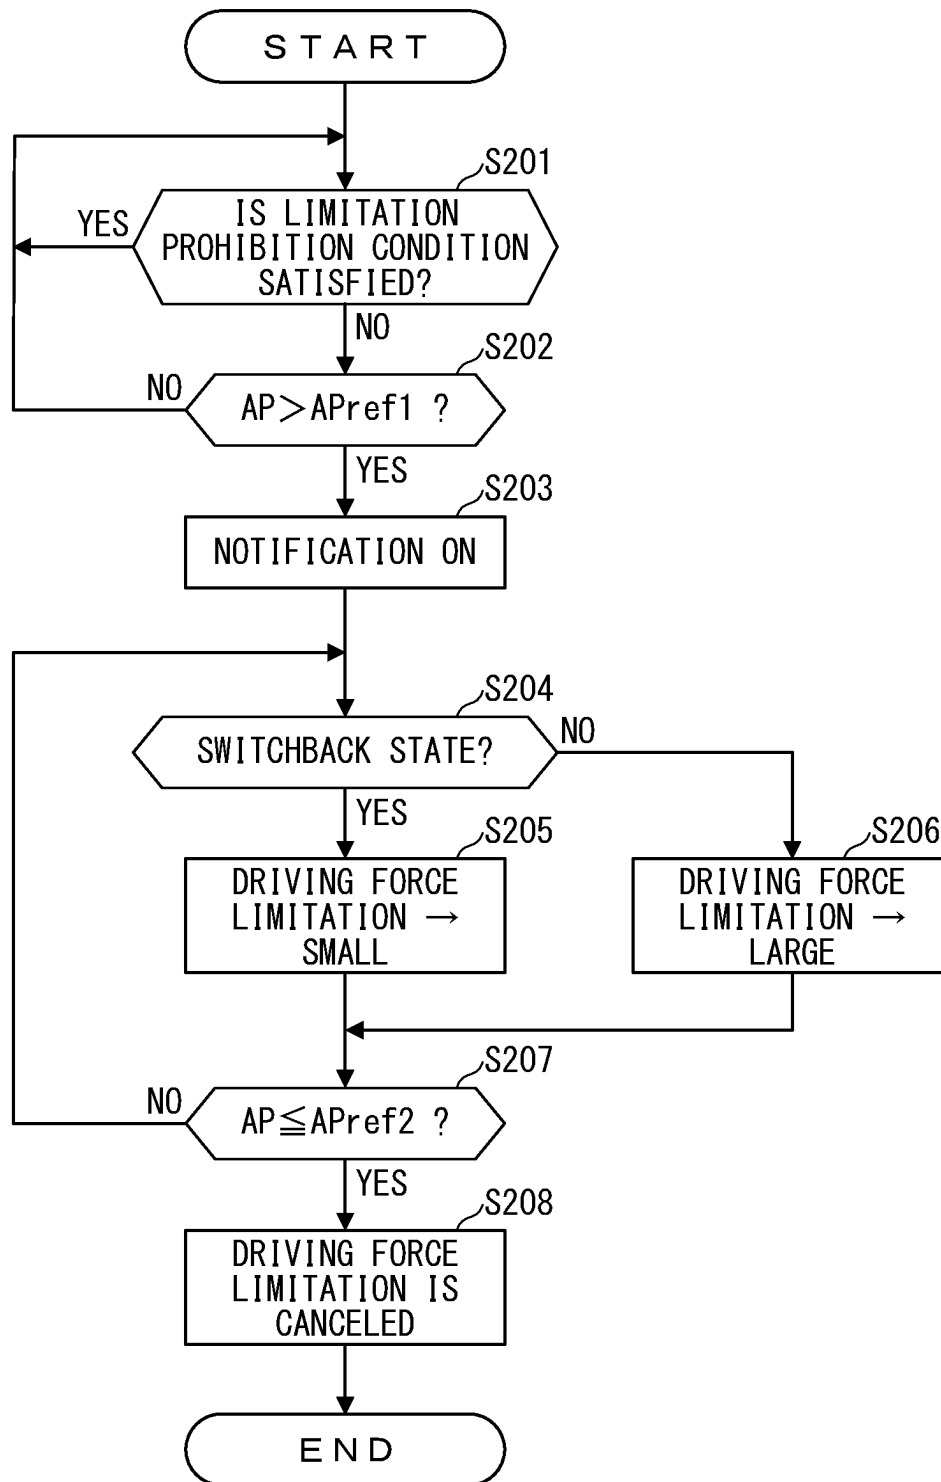 START
S201
IS LIMITATION
PROHIBITION CONDITION
SATISFIED?
YES
NO
S202
AP>APref1 ?
NO
YES
S203
NOTIFICATION ON
S204
SWITCHBACK STATE?
NO
YES
S205
DRIVING FORCE
LIMITATION →
SMALL
S206
DRIVING FORCE
LIMITATION →
LARGE
S207
AP≦APref2 ?
NO
YES
S208
DRIVING FORCE
LIMITATION IS
CANCELED
END